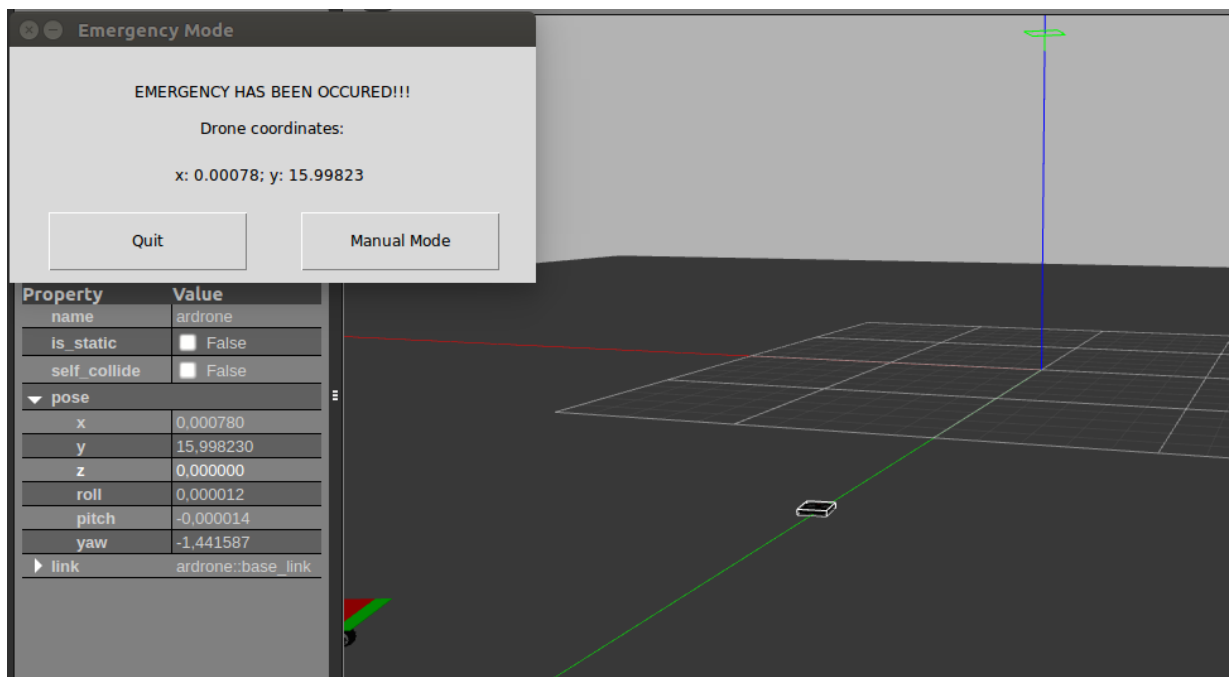 Emergency Mode
EMERGENCY HAS BEEN OCCURED!!!
Drone coordinates:
x: 0.00078; y: 15.99823
Quit
Manual Mode
Property Value
name ardrone
is_static False
self_collide False
pose
x 0,000780
y 15,998230
z 0,000000
roll 0,000012
pitch -0,000014
yaw -1,441587
link ardrone::base_link